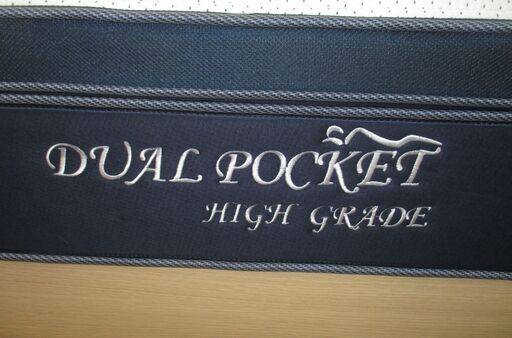 DUAL POCKET
HIGH GRADE